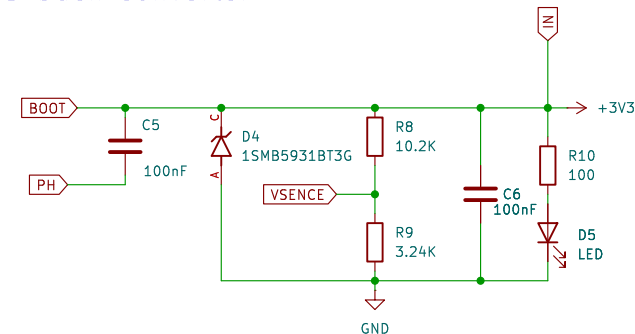 IN
BOOT
+3V3
C5
100nF
PH
C
D4
1SMB5931BT3G
A
R8
10.2K
VSENCE
R9
3.24K
C6
100nF
R10
100
D5
LED
GND